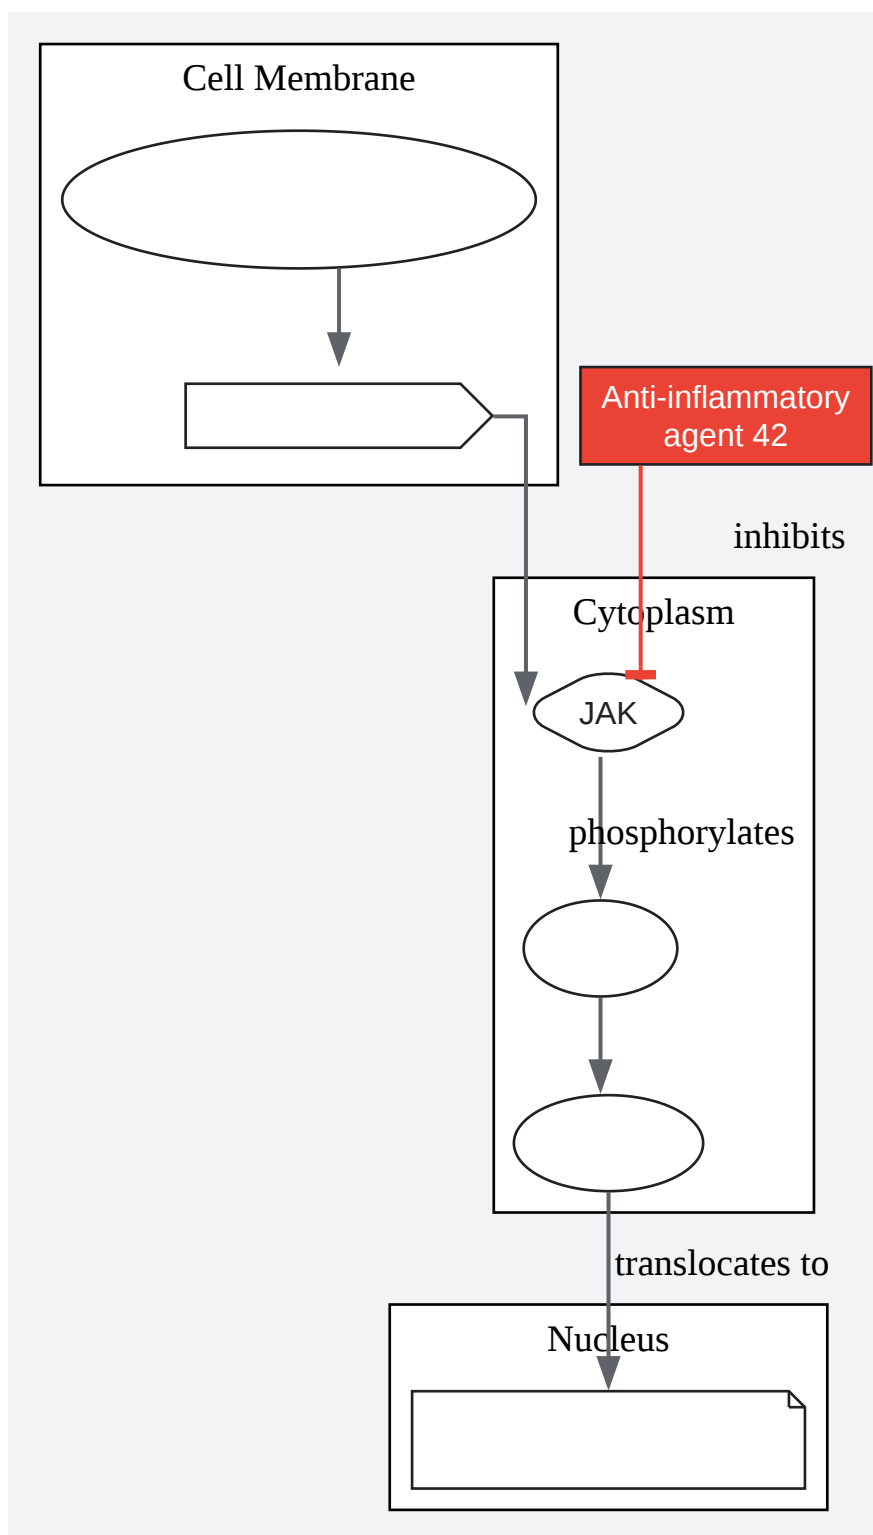 Cell Membrane
Anti-inflammatory
agent 42
inhibits
Cytoplasm
JAK
phosphorylates
translocates to
Nucleus